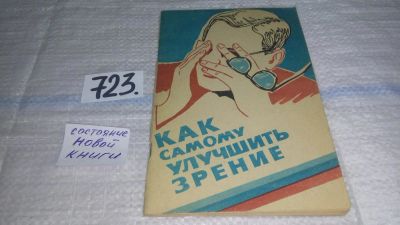 723.
состояние
новой
книги
КАК
САМОМУ
УЛУЧШИТЬ
ЗРЕНИЕ